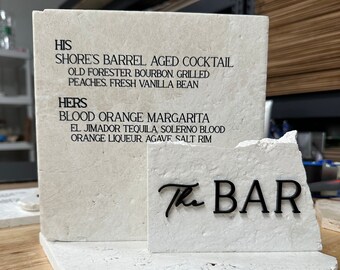 HIS
SHORE'S BARREL AGED COCKTAIL
OLD FORESTER, BOURBON, GRILLED
PEACHES, FRESH VANILLA BEAN
HERS
BLOOD ORANGE MARGARITA
EL JIMADOR TEQUILA, SOLERNO BLOOD
ORANGE LIQUEUR, AGAVE, SALT RIM
The BAR